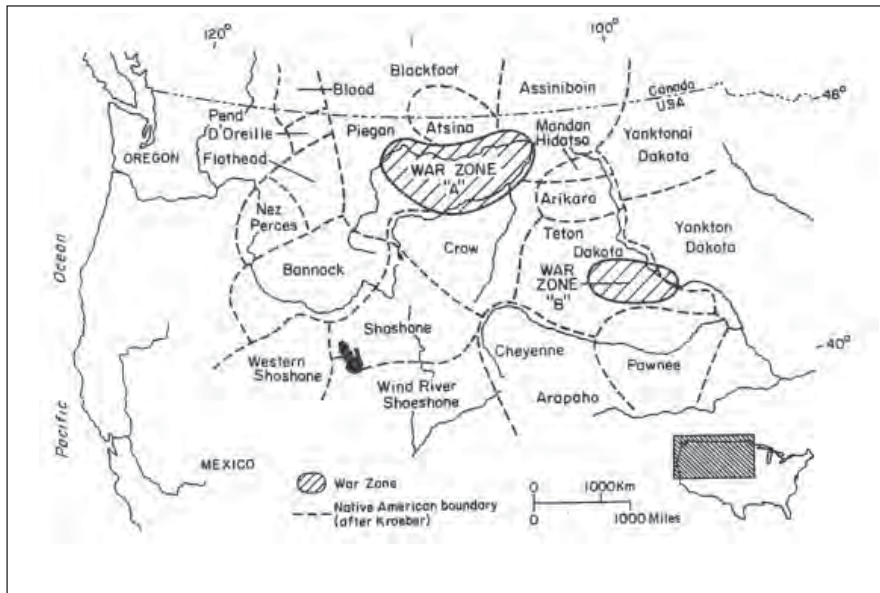 120°
100°
Blood
Blackfoot
Assiniboin
Canada
USA
48°
Pend
D'Oreille
Piegan
Atsina
Mandan
Hidatsa
Yanktonai
Dakota
OREGON
Flathead
WAR ZONE
"A"
Arikara
Nez
Perces
Teton
Dakota
Yankton
Dakota
Crow
Bannock
WAR
ZONE
"B"
Ocean
Pacific
Shoshone
40°
Western
Shoshone
Cheyenne
Pawnee
Wind River
Shoeshone
Arapaho
MEXICO
War Zone
0 1000Km
Native American boundary
(after Kroeber)
0 1000 Miles